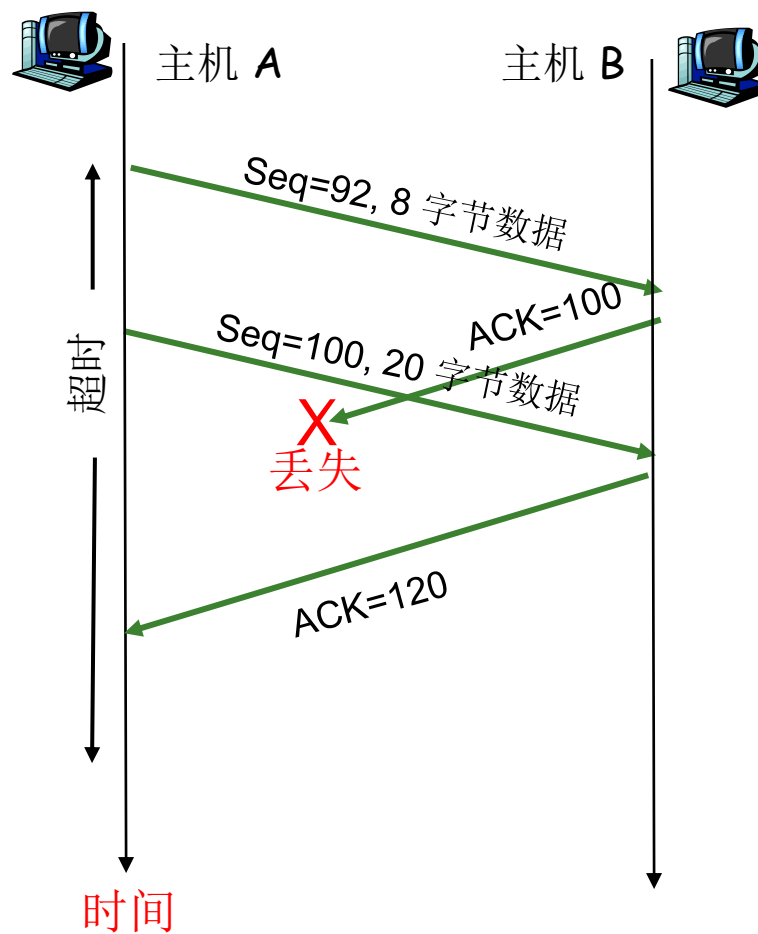 主机 A
主机 B
Seq=92, 8 字节数据
ACK=100
Seq=100, 20 字节数据
超时
X
丢失
ACK=120
时间